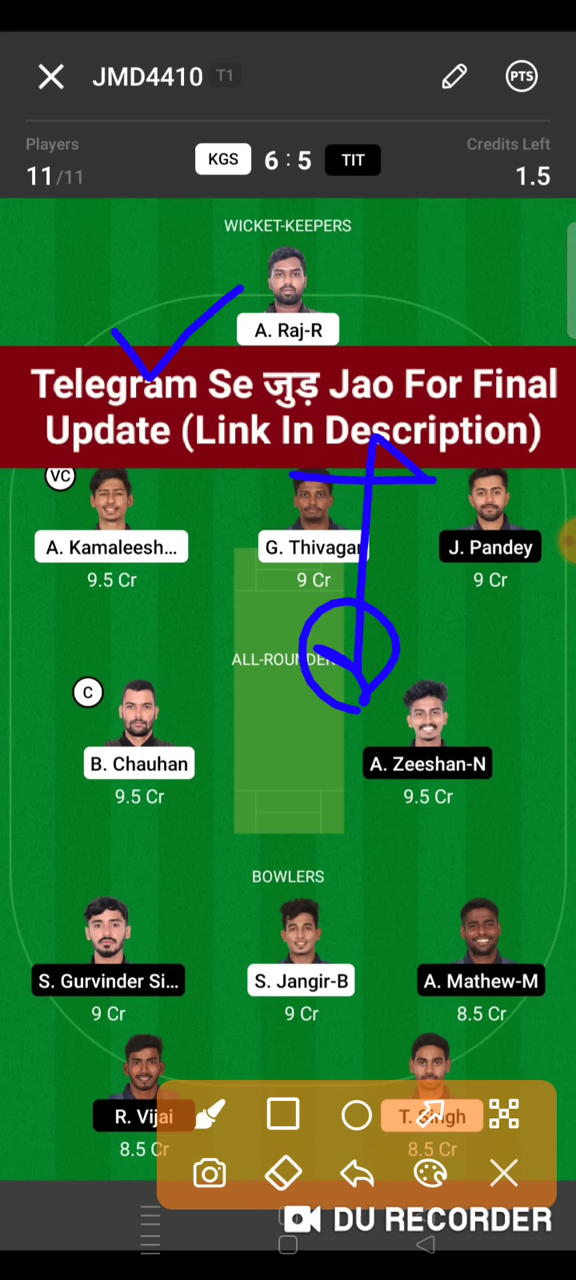 JMD4410 T1
PTS
Players
Credits Left
11/11
KGS 6 : 5 TIT
1.5
WICKET-KEEPERS
A. Raj-R
Telegram Se जुड़ Jao For Final
Update (Link In Description)
VC
A. Kamaleesh... G. Thivagar J. Pandey
9.5 Cr 9 Cr 9 Cr
ALL-ROUNDER
C
B. Chauhan A. Zeeshan-N
9.5 Cr 9.5 Cr
BOWLERS
S. Gurvinder Si... S. Jangir-B A. Mathew-M
9 Cr 9 Cr 8.5 Cr
R. Vijai T. Singh
8.5 Cr 8.5 Cr
DU RECORDER